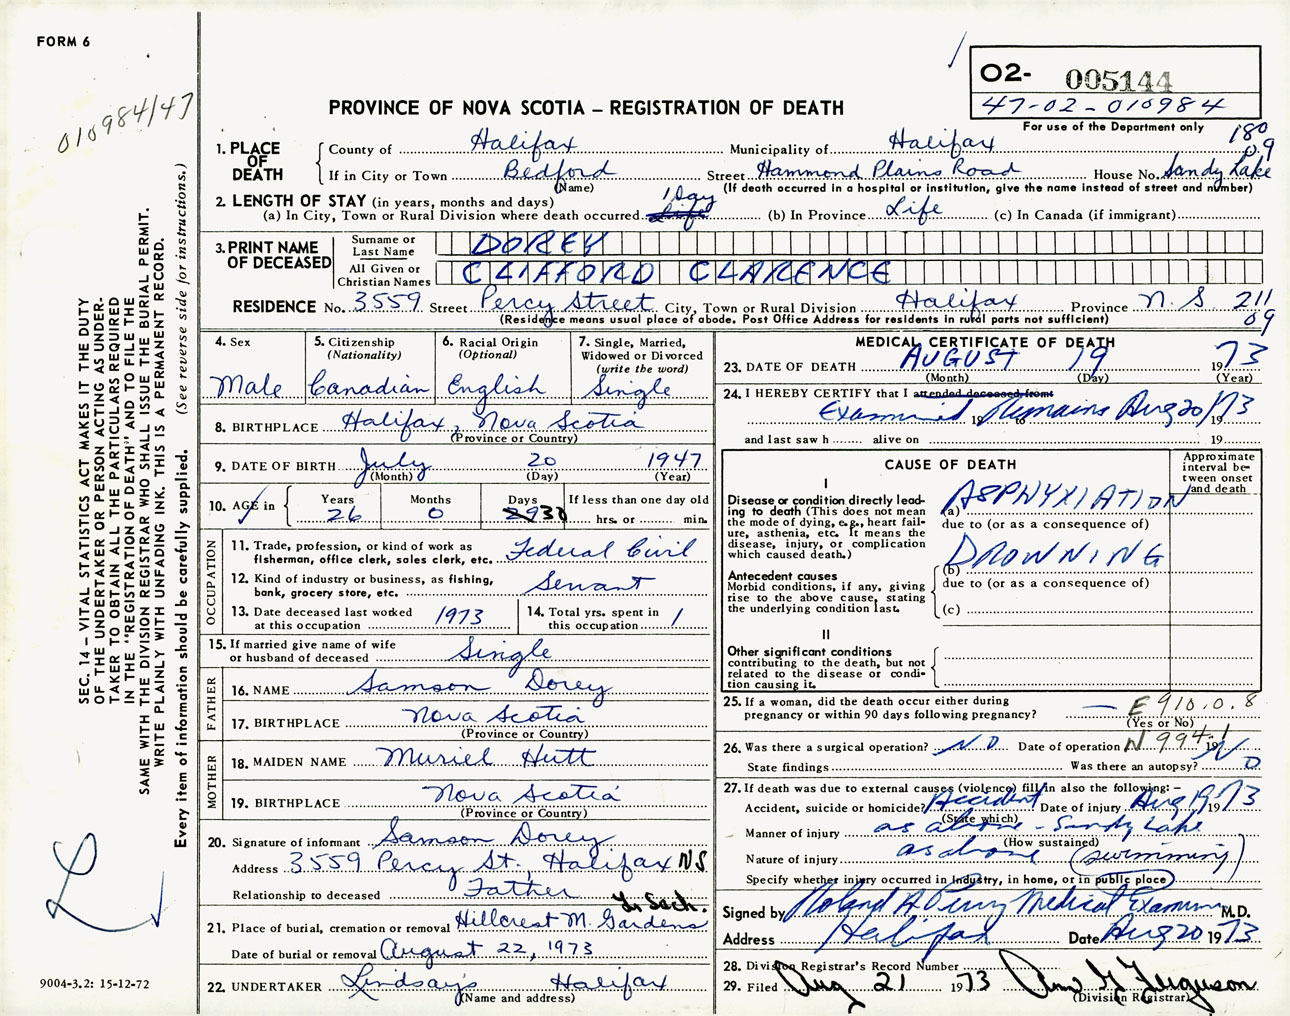 FORM 6
010984/47
PROVINCE OF NOVA SCOTIA – REGISTRATION OF DEATH
O2- 005144
47-02-010984
For use of the Department only
180
09
1. PLACE OF DEATH
County of Halifax Municipality of Halifax
If in City or Town Bedford Street Hammond Plains Road House No. Sandy Lake
(Name) (If death occurred in a hospital or institution, give the name instead of street and number)
2. LENGTH OF STAY (in years, months and days)
(a) In City, Town or Rural Division where death occurred 1 Day Life (b) In Province Life (c) In Canada (if immigrant)
3. PRINT NAME OF DECEASED
Surname or Last Name DOREY
All Given or Christian Names CLIFFORD CLARENCE
RESIDENCE No. 3559 Street Percy Street City, Town or Rural Division Halifax Province N.S. 211
09
(Residence means usual place of abode. Post Office Address for residents in rural parts not sufficient)
4. Sex Male
5. Citizenship (Nationality) Canadian
6. Racial Origin (Optional) English
7. Single, Married, Widowed or Divorced (write the word) Single
8. BIRTHPLACE Halifax, Nova Scotia
(Province or Country)
9. DATE OF BIRTH July 20 1947
(Month) (Day) (Year)
10. AGE in Years 26 Months 0 Days 29 30 If less than one day old hrs. or min.
OCCUPATION
11. Trade, profession, or kind of work as fisherman, office clerk, sales clerk, etc. Federal Civil
12. Kind of industry or business, as fishing, bank, grocery store, etc. Servant
13. Date deceased last worked at this occupation 1973
14. Total yrs. spent in this occupation 1
15. If married give name of wife or husband of deceased Single
FATHER
16. NAME Samson Dorey
17. BIRTHPLACE Nova Scotia
(Province or Country)
MOTHER
18. MAIDEN NAME Muriel Hutt
19. BIRTHPLACE Nova Scotia
(Province or Country)
20. Signature of informant Samson Dorey
Address 3559 Percy St, Halifax NS
Relationship to deceased Father
L. Sack.
21. Place of burial, cremation or removal Hillcrest M. Gardens
Date of burial or removal August 22, 1973
22. UNDERTAKER Lindsay's Halifax
(Name and address)
MEDICAL CERTIFICATE OF DEATH
23. DATE OF DEATH AUGUST 19 1973
(Month) (Day) (Year)
24. I HEREBY CERTIFY that I attended deceased from
Examined 19 Remains to Aug 20/ 19 73
and last saw h alive on 19
CAUSE OF DEATH
Approximate interval between onset and death
I
Disease or condition directly leading to death (This does not mean the mode of dying, e.g., heart failure, asthenia, etc. It means the disease, injury, or complication which caused death.)
(a) ASPHYXIATION
due to (or as a consequence of)
Antecedent causes
Morbid conditions, if any, giving rise to the above cause, stating the underlying condition last.
(b) DROWNING
due to (or as a consequence of)
(c)
II
Other significant conditions contributing to the death, but not related to the disease or condition causing it.
25. If a woman, did the death occur either during pregnancy or within 90 days following pregnancy? — E 910.0.8
(Yes or No)
26. Was there a surgical operation? NO Date of operation N 994.1 19
State findings Was there an autopsy? NO
27. If death was due to external causes (violence) fill in also the following: –
Accident, suicide or homicide? Accident Date of injury Aug 19 1973
(State which)
Manner of injury as above - Sandy Lake
(How sustained)
Nature of injury as above (swimming)
Specify whether injury occurred in industry, in home, or in public place
Signed by Roland A Perry Medical Examiner M.D.
Address Halifax Date Aug 20 1973
28. Division Registrar's Record Number
29. Filed Aug 21 1973 Ann G Ferguson
(Division Registrar)
SEC. 14 – VITAL STATISTICS ACT MAKES IT THE DUTY
OF THE UNDERTAKER OR PERSON ACTING AS UNDER-
TAKER TO OBTAIN ALL THE PARTICULARS REQUIRED
IN THE "REGISTRATION OF DEATH" AND TO FILE THE
SAME WITH THE DIVISION REGISTRAR WHO SHALL ISSUE THE BURIAL PERMIT.
WRITE PLAINLY WITH UNFADING INK. THIS IS A PERMANENT RECORD.
Every item of information should be carefully supplied. (See reverse side for instructions.)
9004-3.2: 15-12-72